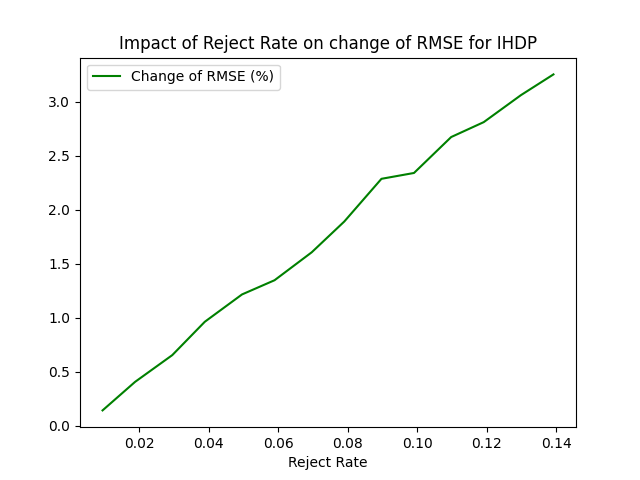 Impact of Reject Rate on change of RMSE for IHDP
Change of RMSE (%)
3.0
2.5
2.0
1.5
1.0
0.5
0.0
0.02 0.04 0.06 0.08 0.10 0.12 0.14
Reject Rate